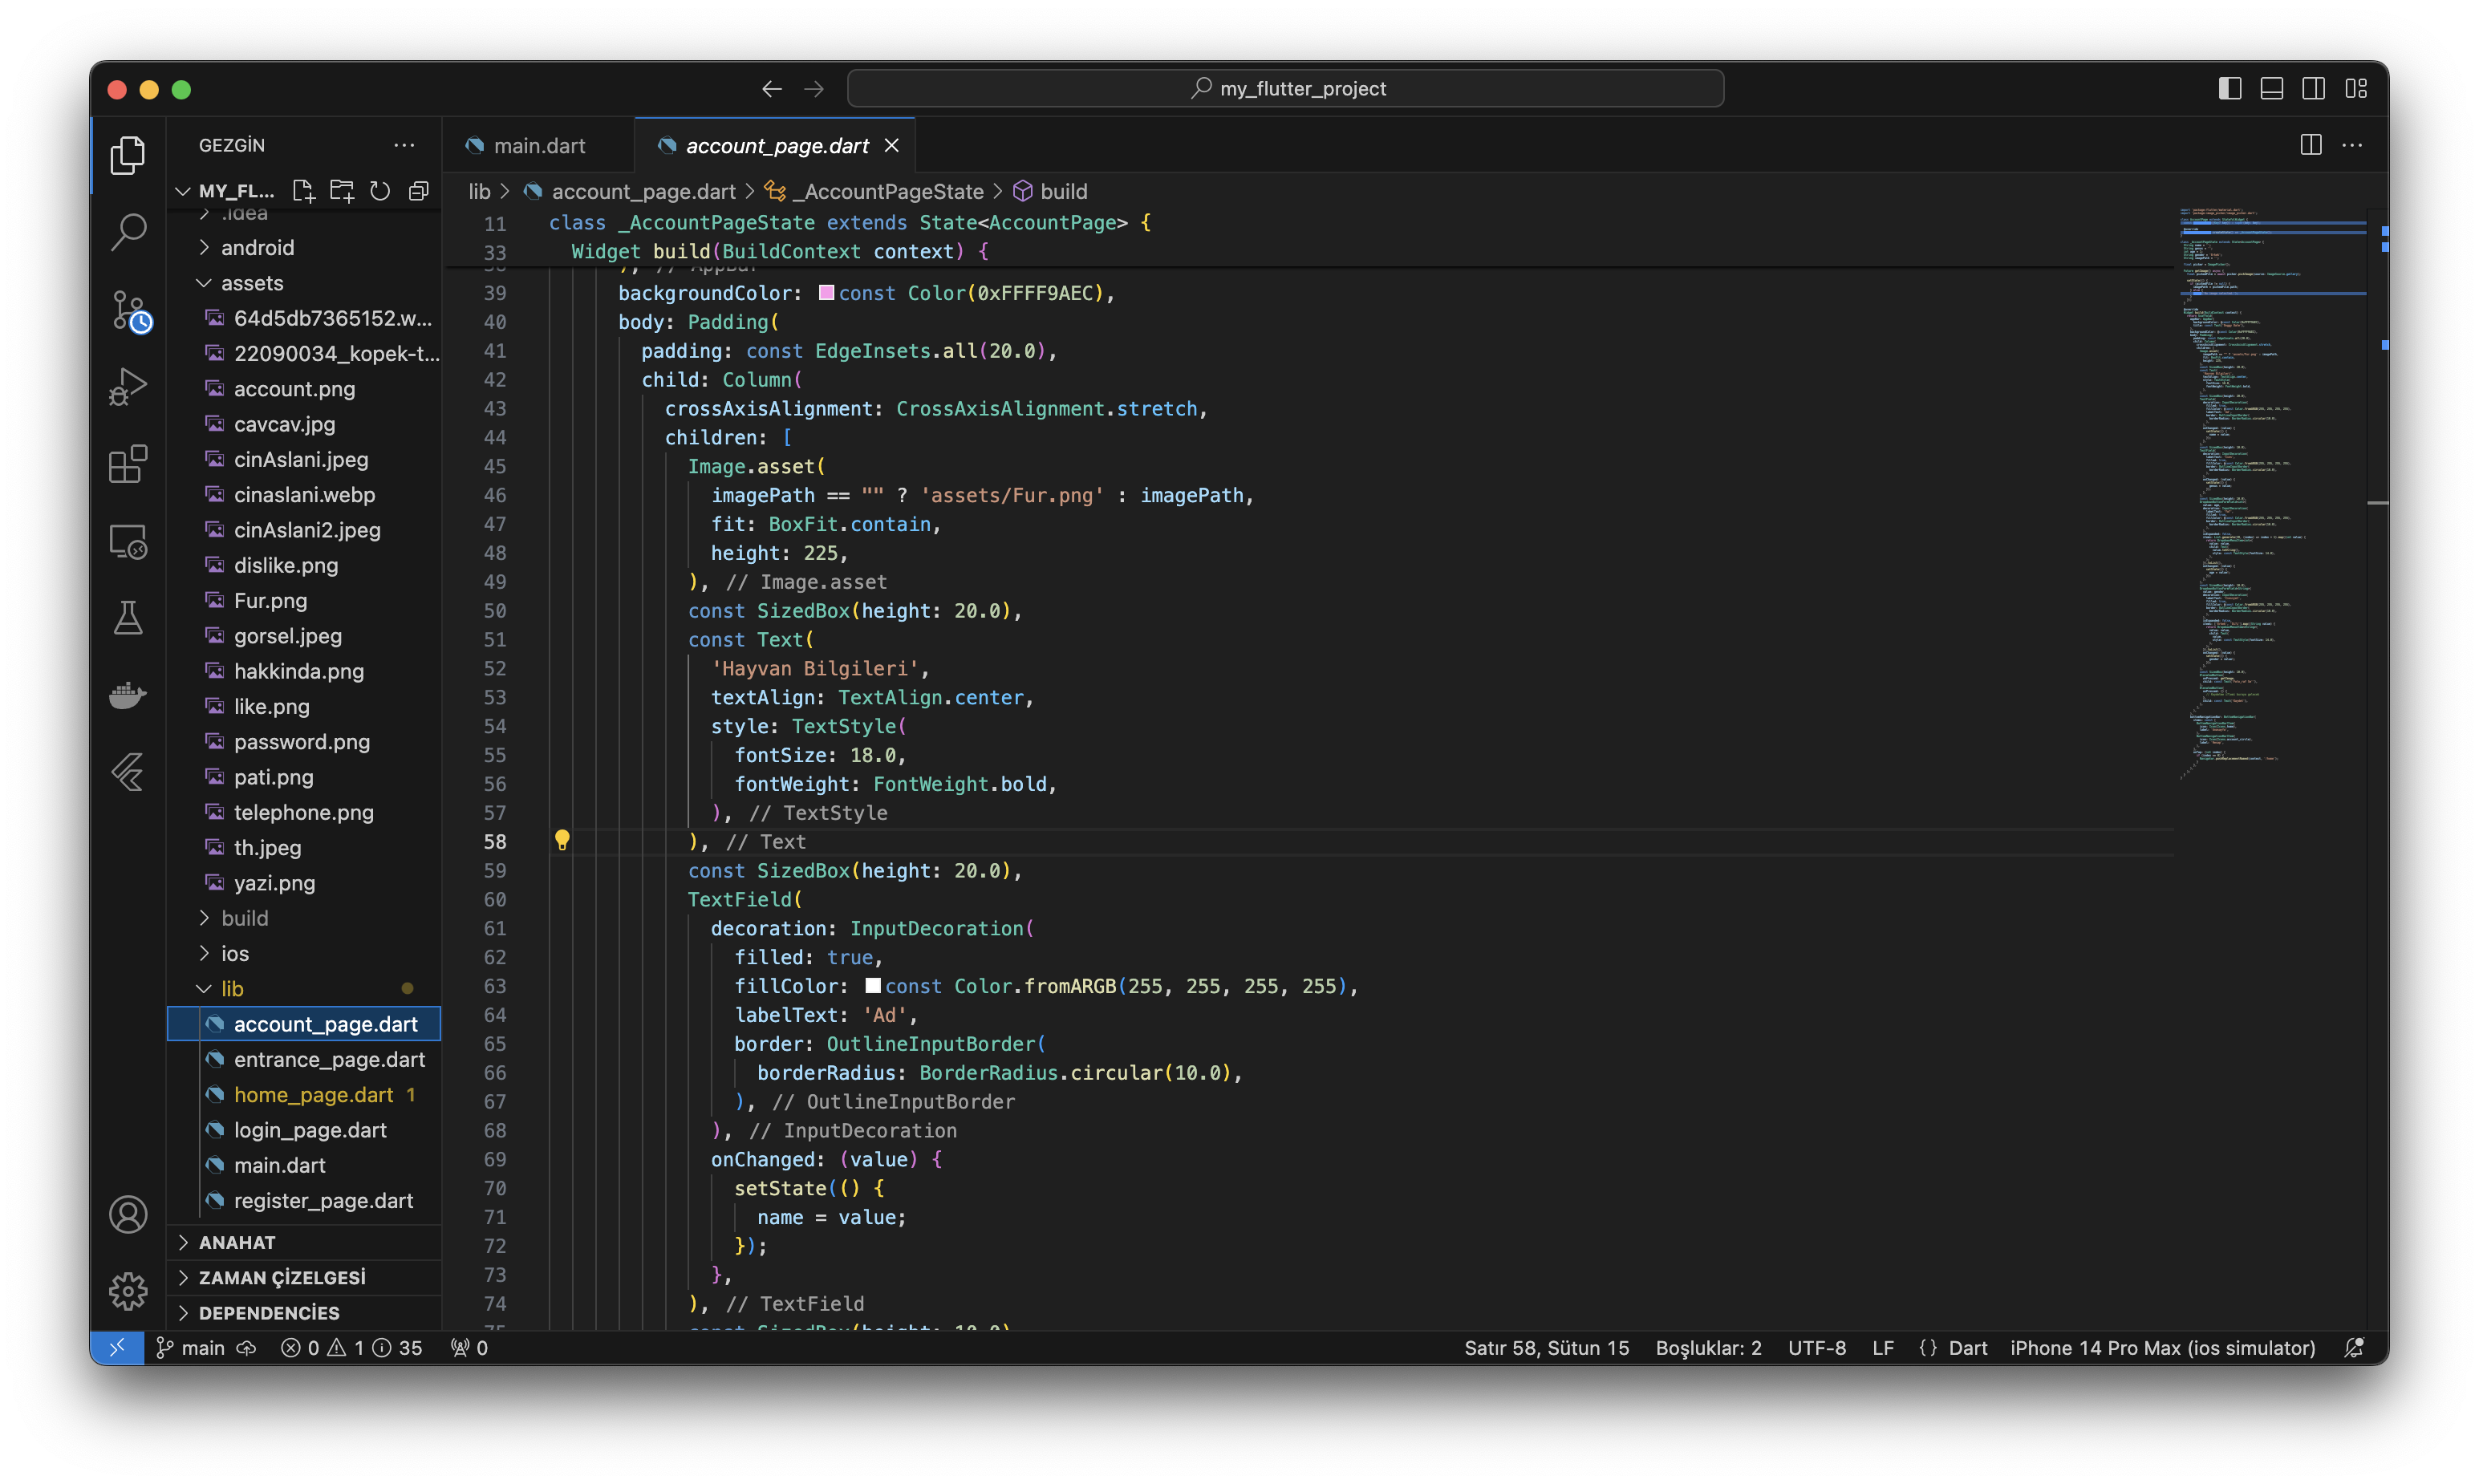 my_flutter_project
GEZGİN
main.dart
account_page.dart
MY_FL...
lib > account_page.dart > _AccountPageState > build
.idea
android
assets
64d5db7365152.w...
22090034_kopek-t...
account.png
cavcav.jpg
cinAslani.jpeg
cinaslani.webp
cinAslani2.jpeg
dislike.png
Fur.png
gorsel.jpeg
hakkinda.png
like.png
password.png
pati.png
telephone.png
th.jpeg
yazi.png
build
ios
lib
account_page.dart
entrance_page.dart
home_page.dart 1
login_page.dart
main.dart
register_page.dart
ANAHAT
ZAMAN ÇİZELGESİ
DEPENDENCİES
11 class _AccountPageState extends State<AccountPage> {
33 Widget build(BuildContext context) {
), // AppBar
39 backgroundColor: const Color(0xFFFF9AEC),
40 body: Padding(
41 padding: const EdgeInsets.all(20.0),
42 child: Column(
43 crossAxisAlignment: CrossAxisAlignment.stretch,
44 children: [
45 Image.asset(
46 imagePath == "" ? 'assets/Fur.png' : imagePath,
47 fit: BoxFit.contain,
48 height: 225,
49 ), // Image.asset
50 const SizedBox(height: 20.0),
51 const Text(
52 'Hayvan Bilgileri',
53 textAlign: TextAlign.center,
54 style: TextStyle(
55 fontSize: 18.0,
56 fontWeight: FontWeight.bold,
57 ), // TextStyle
58 ), // Text
59 const SizedBox(height: 20.0),
60 TextField(
61 decoration: InputDecoration(
62 filled: true,
63 fillColor: const Color.fromARGB(255, 255, 255, 255),
64 labelText: 'Ad',
65 border: OutlineInputBorder(
66 borderRadius: BorderRadius.circular(10.0),
67 ), // OutlineInputBorder
68 ), // InputDecoration
69 onChanged: (value) {
70 setState(() {
71 name = value;
72 });
73 },
74 ), // TextField
75 const SizedBox(height: 10.0)
main 0 1 35 0
Satır 58, Sütun 15 Boşluklar: 2 UTF-8 LF {} Dart iPhone 14 Pro Max (ios simulator)